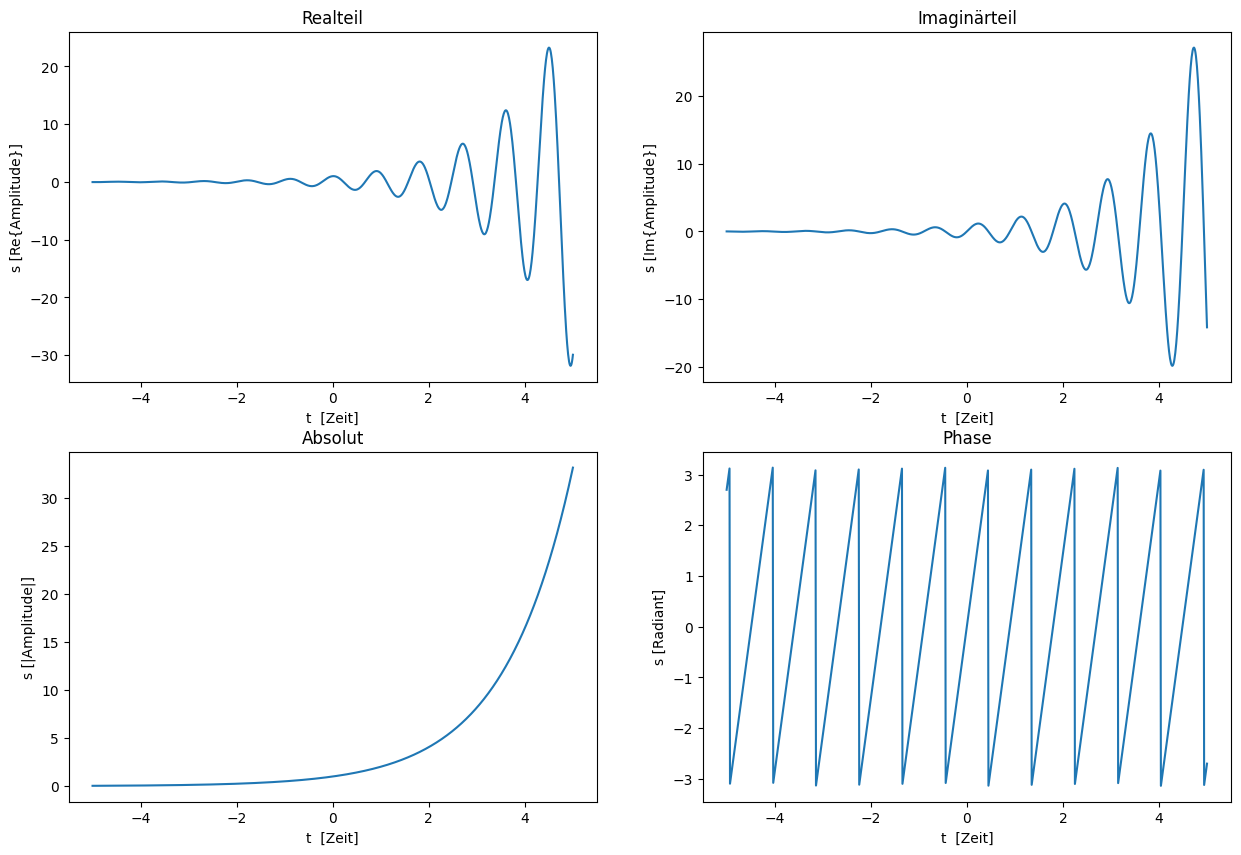 Realteil
s [Re{Amplitude}]
20
10
0
−10
−20
−30
−4 −2 0 2 4
t  [Zeit]
Imaginärteil
s [Im{Amplitude}]
20
10
0
−10
−20
−4 −2 0 2 4
t  [Zeit]
Absolut
s [|Amplitude|]
30
25
20
15
10
5
0
−4 −2 0 2 4
t  [Zeit]
Phase
s [Radiant]
3
2
1
0
−1
−2
−3
−4 −2 0 2 4
t  [Zeit]